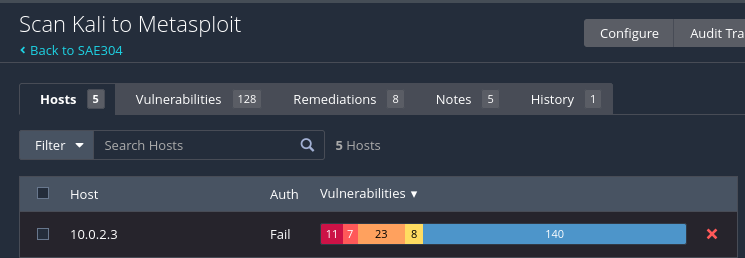 Scan Kali to Metasploit
Back to SAE304
Configure Audit Tra
Hosts 5 Vulnerabilities 128 Remediations 8 Notes 5 History 1
Filter Search Hosts 5 Hosts
Host Auth Vulnerabilities
10.0.2.3 Fail 11 7 23 8 140